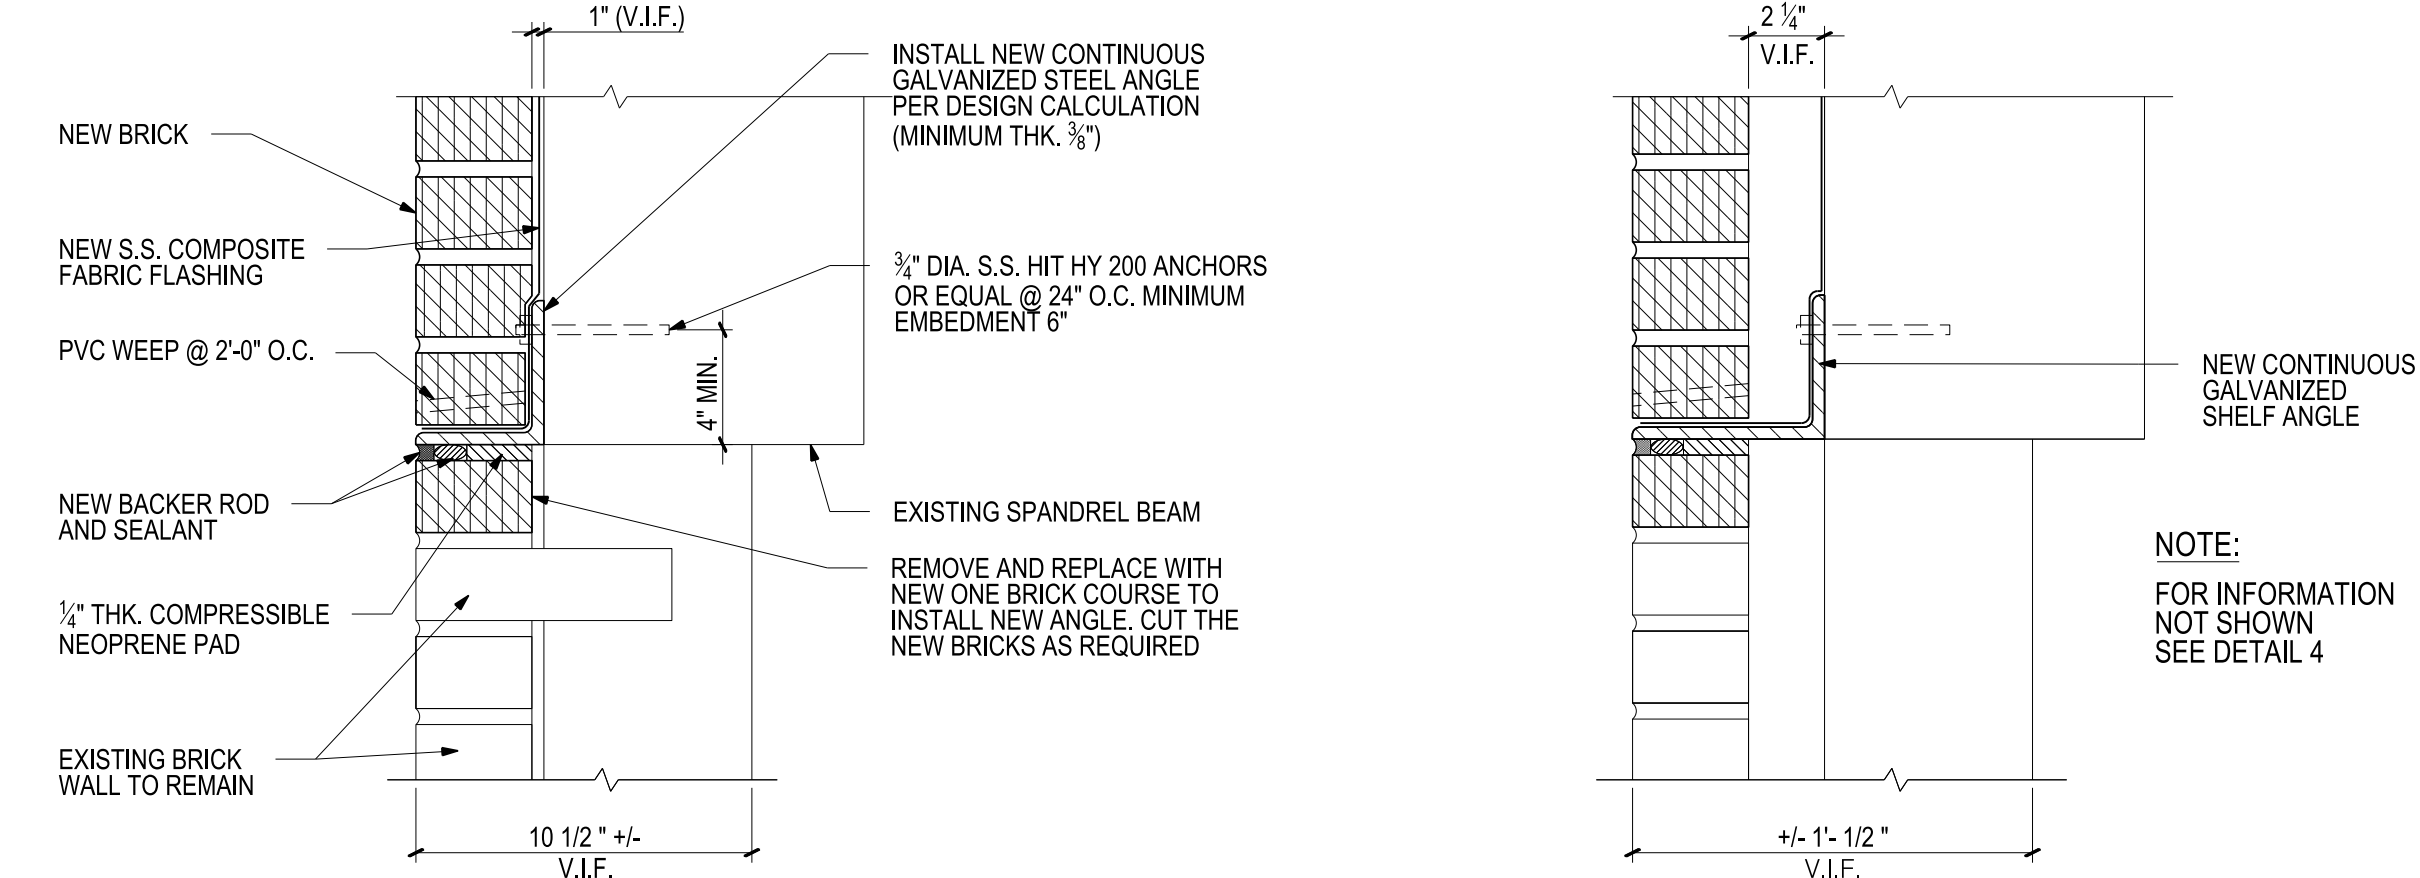 1" (V.I.F.)
INSTALL NEW CONTINUOUS
GALVANIZED STEEL ANGLE
PER DESIGN CALCULATION
(MINIMUM THK. ⅜")
NEW BRICK
NEW S.S. COMPOSITE
FABRIC FLASHING
¾" DIA. S.S. HIT HY 200 ANCHORS
OR EQUAL @ 24" O.C. MINIMUM
EMBEDMENT 6"
PVC WEEP @ 2'-0" O.C.
4" MIN.
NEW BACKER ROD
AND SEALANT
EXISTING SPANDREL BEAM
REMOVE AND REPLACE WITH
NEW ONE BRICK COURSE TO
INSTALL NEW ANGLE. CUT THE
NEW BRICKS AS REQUIRED
¼" THK. COMPRESSIBLE
NEOPRENE PAD
EXISTING BRICK
WALL TO REMAIN
10 1/2 " +/-
V.I.F.
2 ¼"
V.I.F.
NEW CONTINUOUS
GALVANIZED
SHELF ANGLE
NOTE:
FOR INFORMATION
NOT SHOWN
SEE DETAIL 4
+/- 1'- 1/2 "
V.I.F.